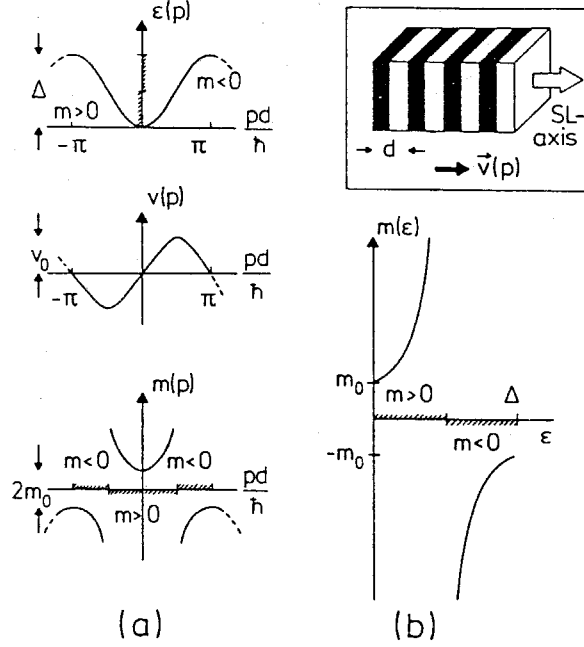 ε(p)
Δ
m>0
m<0
pd
ħ
-π
π
v(p)
v₀
pd
ħ
-π
π
m(p)
m<0
m<0
2m₀
m>0
pd
ħ
(a)
SL-
axis
d
v⃗(p)
m(ε)
m₀
m>0
Δ
-m₀
m<0
ε
(b)